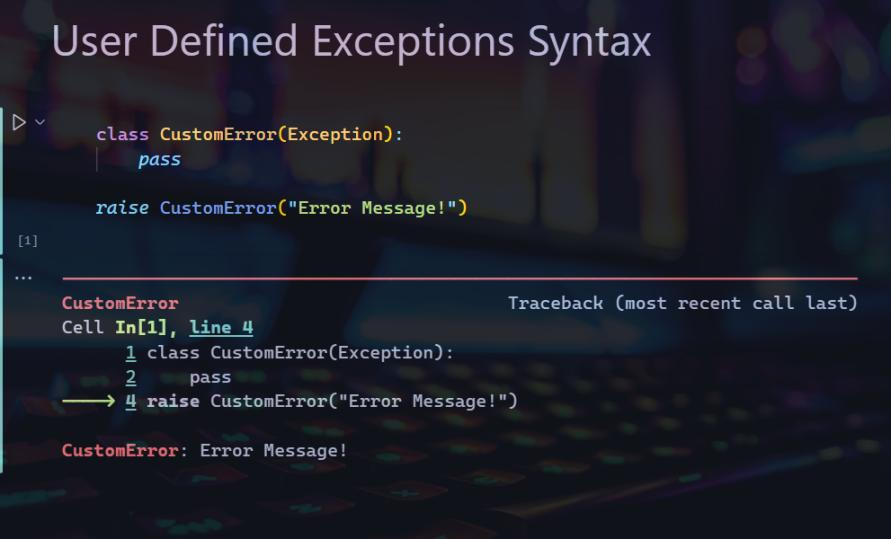 User Defined Exceptions Syntax
class CustomError(Exception):
pass
raise CustomError("Error Message!")
[1]
...
CustomError Traceback (most recent call last)
Cell In[1], line 4
1 class CustomError(Exception):
2 pass
4 raise CustomError("Error Message!")
CustomError: Error Message!